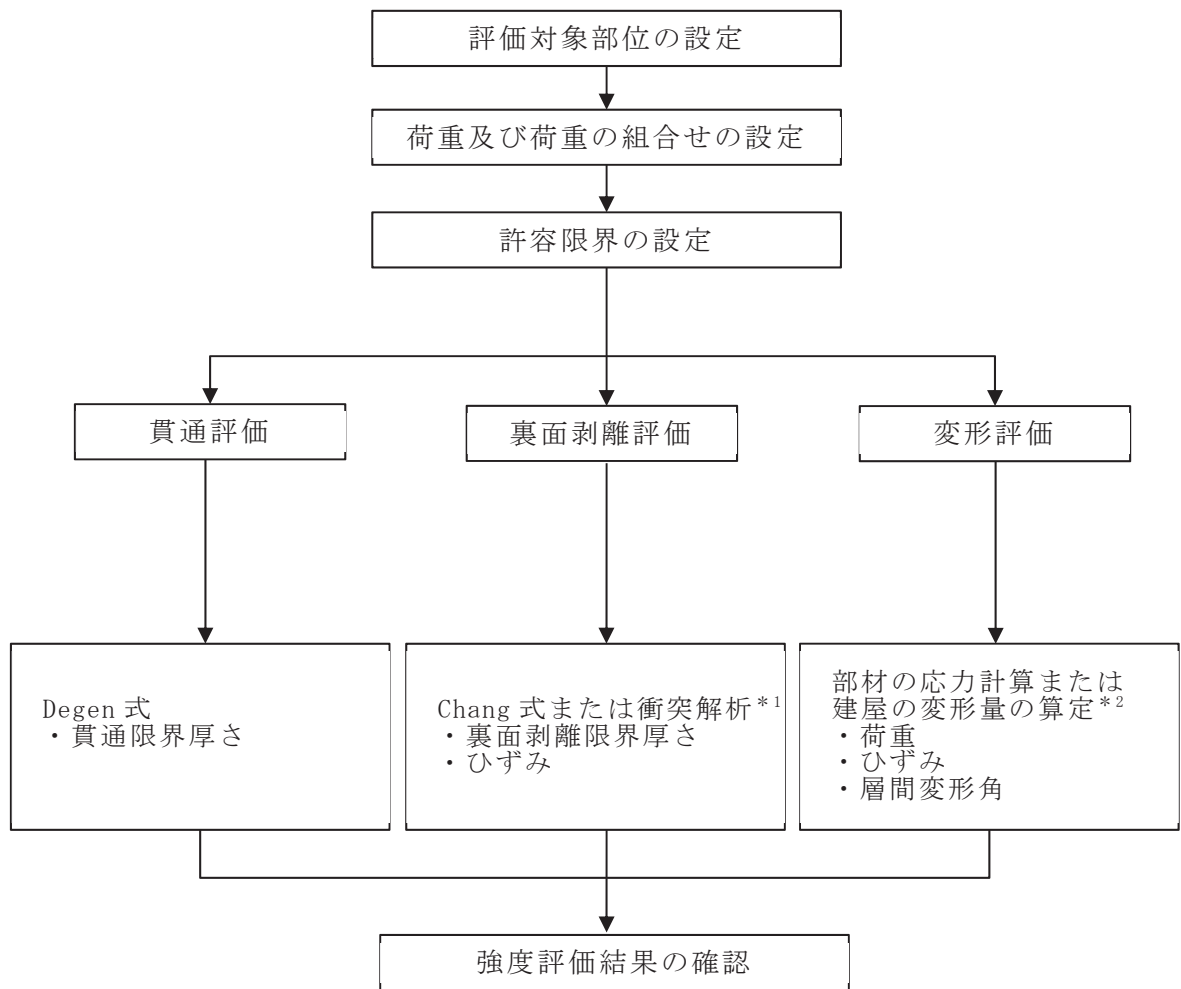 評価対象部位の設定
荷重及び荷重の組合せの設定
許容限界の設定
貫通評価
裏面剥離評価
変形評価
Degen 式
・貫通限界厚さ
Chang 式または衝突解析*1
・裏面剥離限界厚さ
・ひずみ
部材の応力計算または
建屋の変形量の算定*2
・荷重
・ひずみ
・層間変形角
強度評価結果の確認